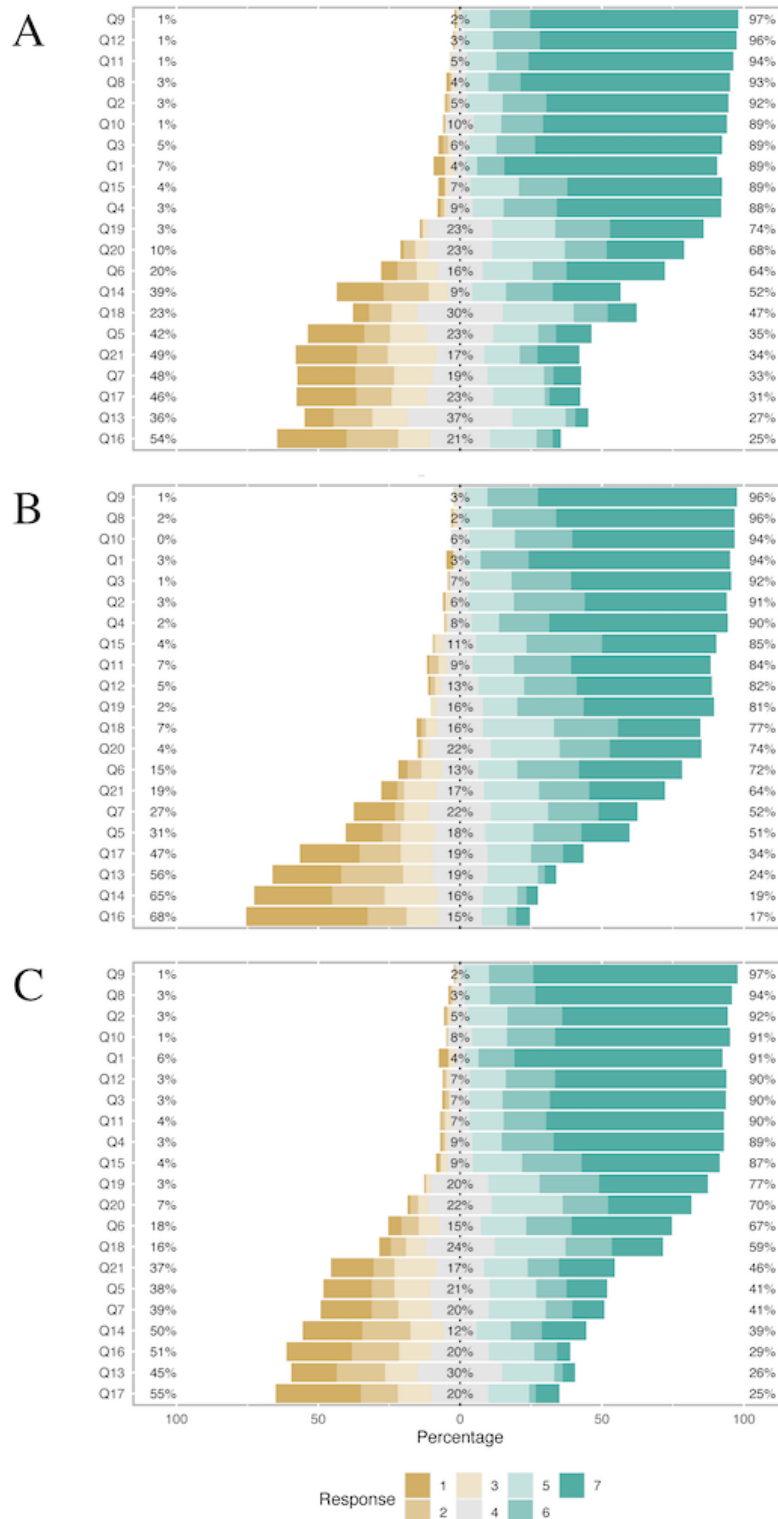 A
Q9 1% 2% 97%
Q12 1% 3% 96%
Q11 1% 5% 94%
Q8 3% 4% 93%
Q2 3% 5% 92%
Q10 1% 10% 89%
Q3 5% 6% 89%
Q1 7% 4% 89%
Q15 4% 7% 89%
Q4 3% 9% 88%
Q19 3% 23% 74%
Q20 10% 23% 68%
Q6 20% 16% 64%
Q14 39% 9% 52%
Q18 23% 30% 47%
Q5 42% 23% 35%
Q21 49% 17% 34%
Q7 48% 19% 33%
Q17 46% 23% 31%
Q13 36% 37% 27%
Q16 54% 21% 25%
B
Q9 1% 3% 96%
Q8 2% 2% 96%
Q10 0% 6% 94%
Q1 3% 3% 94%
Q3 1% 7% 92%
Q2 3% 6% 91%
Q4 2% 8% 90%
Q15 4% 11% 85%
Q11 7% 9% 84%
Q12 5% 13% 82%
Q19 2% 16% 81%
Q18 7% 16% 77%
Q20 4% 22% 74%
Q6 15% 13% 72%
Q21 19% 17% 64%
Q7 27% 22% 52%
Q5 31% 18% 51%
Q17 47% 19% 34%
Q13 56% 19% 24%
Q14 65% 16% 19%
Q16 68% 15% 17%
C
Q9 1% 2% 97%
Q8 3% 3% 94%
Q2 3% 5% 92%
Q10 1% 8% 91%
Q1 6% 4% 91%
Q12 3% 7% 90%
Q3 3% 7% 90%
Q11 4% 7% 90%
Q4 3% 9% 89%
Q15 4% 9% 87%
Q19 3% 20% 77%
Q20 7% 22% 70%
Q6 18% 15% 67%
Q18 16% 24% 59%
Q21 37% 17% 46%
Q5 38% 21% 41%
Q7 39% 20% 41%
Q14 50% 12% 39%
Q16 51% 20% 29%
Q13 45% 30% 26%
Q17 55% 20% 25%
100 50 0 50 100
Percentage
Response 1 3 5 7
2 4 6